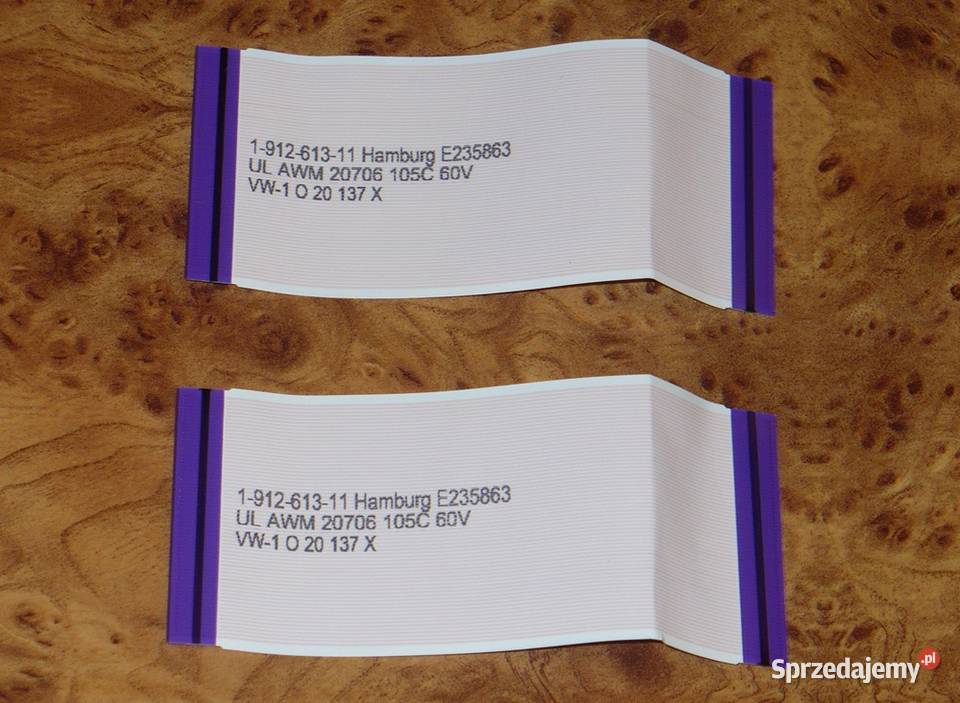 1-912-613-11 Hamburg E235863
UL AWM 20706 105C 60V
VW-1 O 20 137 X
1-912-613-11 Hamburg E235863
UL AWM 20706 105C 60V
VW-1 O 20 137 X
Sprzedajemy.pl